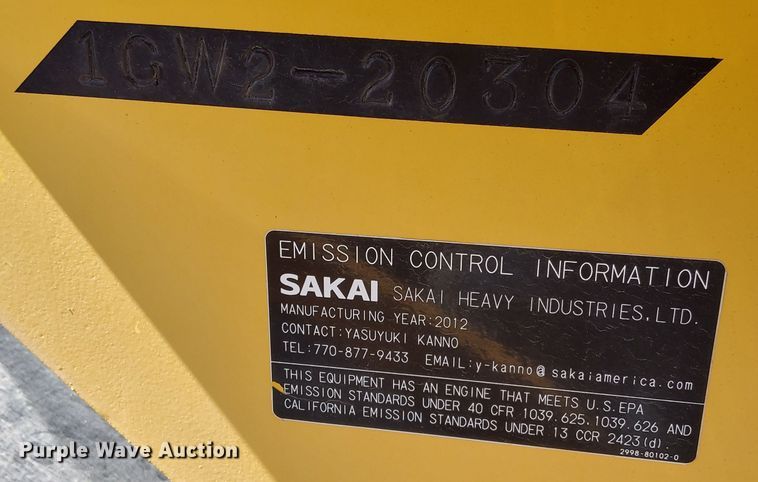 1GW2-20304
EMISSION CONTROL INFORMATION
SAKAI SAKAI HEAVY INDUSTRIES,LTD.
MANUFACTURING YEAR:2012
CONTACT:YASUYUKI KANNO
TEL:770-877-9433 EMAIL:y-kanno@sakaiamerica.com
THIS EQUIPMENT HAS AN ENGINE THAT MEETS U.S.EPA
EMISSION STANDARDS UNDER 40 CFR 1039.625.1039.626 AND
CALIFORNIA EMISSION STANDARDS UNDER 13 CCR 2423(d).
2998-80102-0
Purple Wave Auction